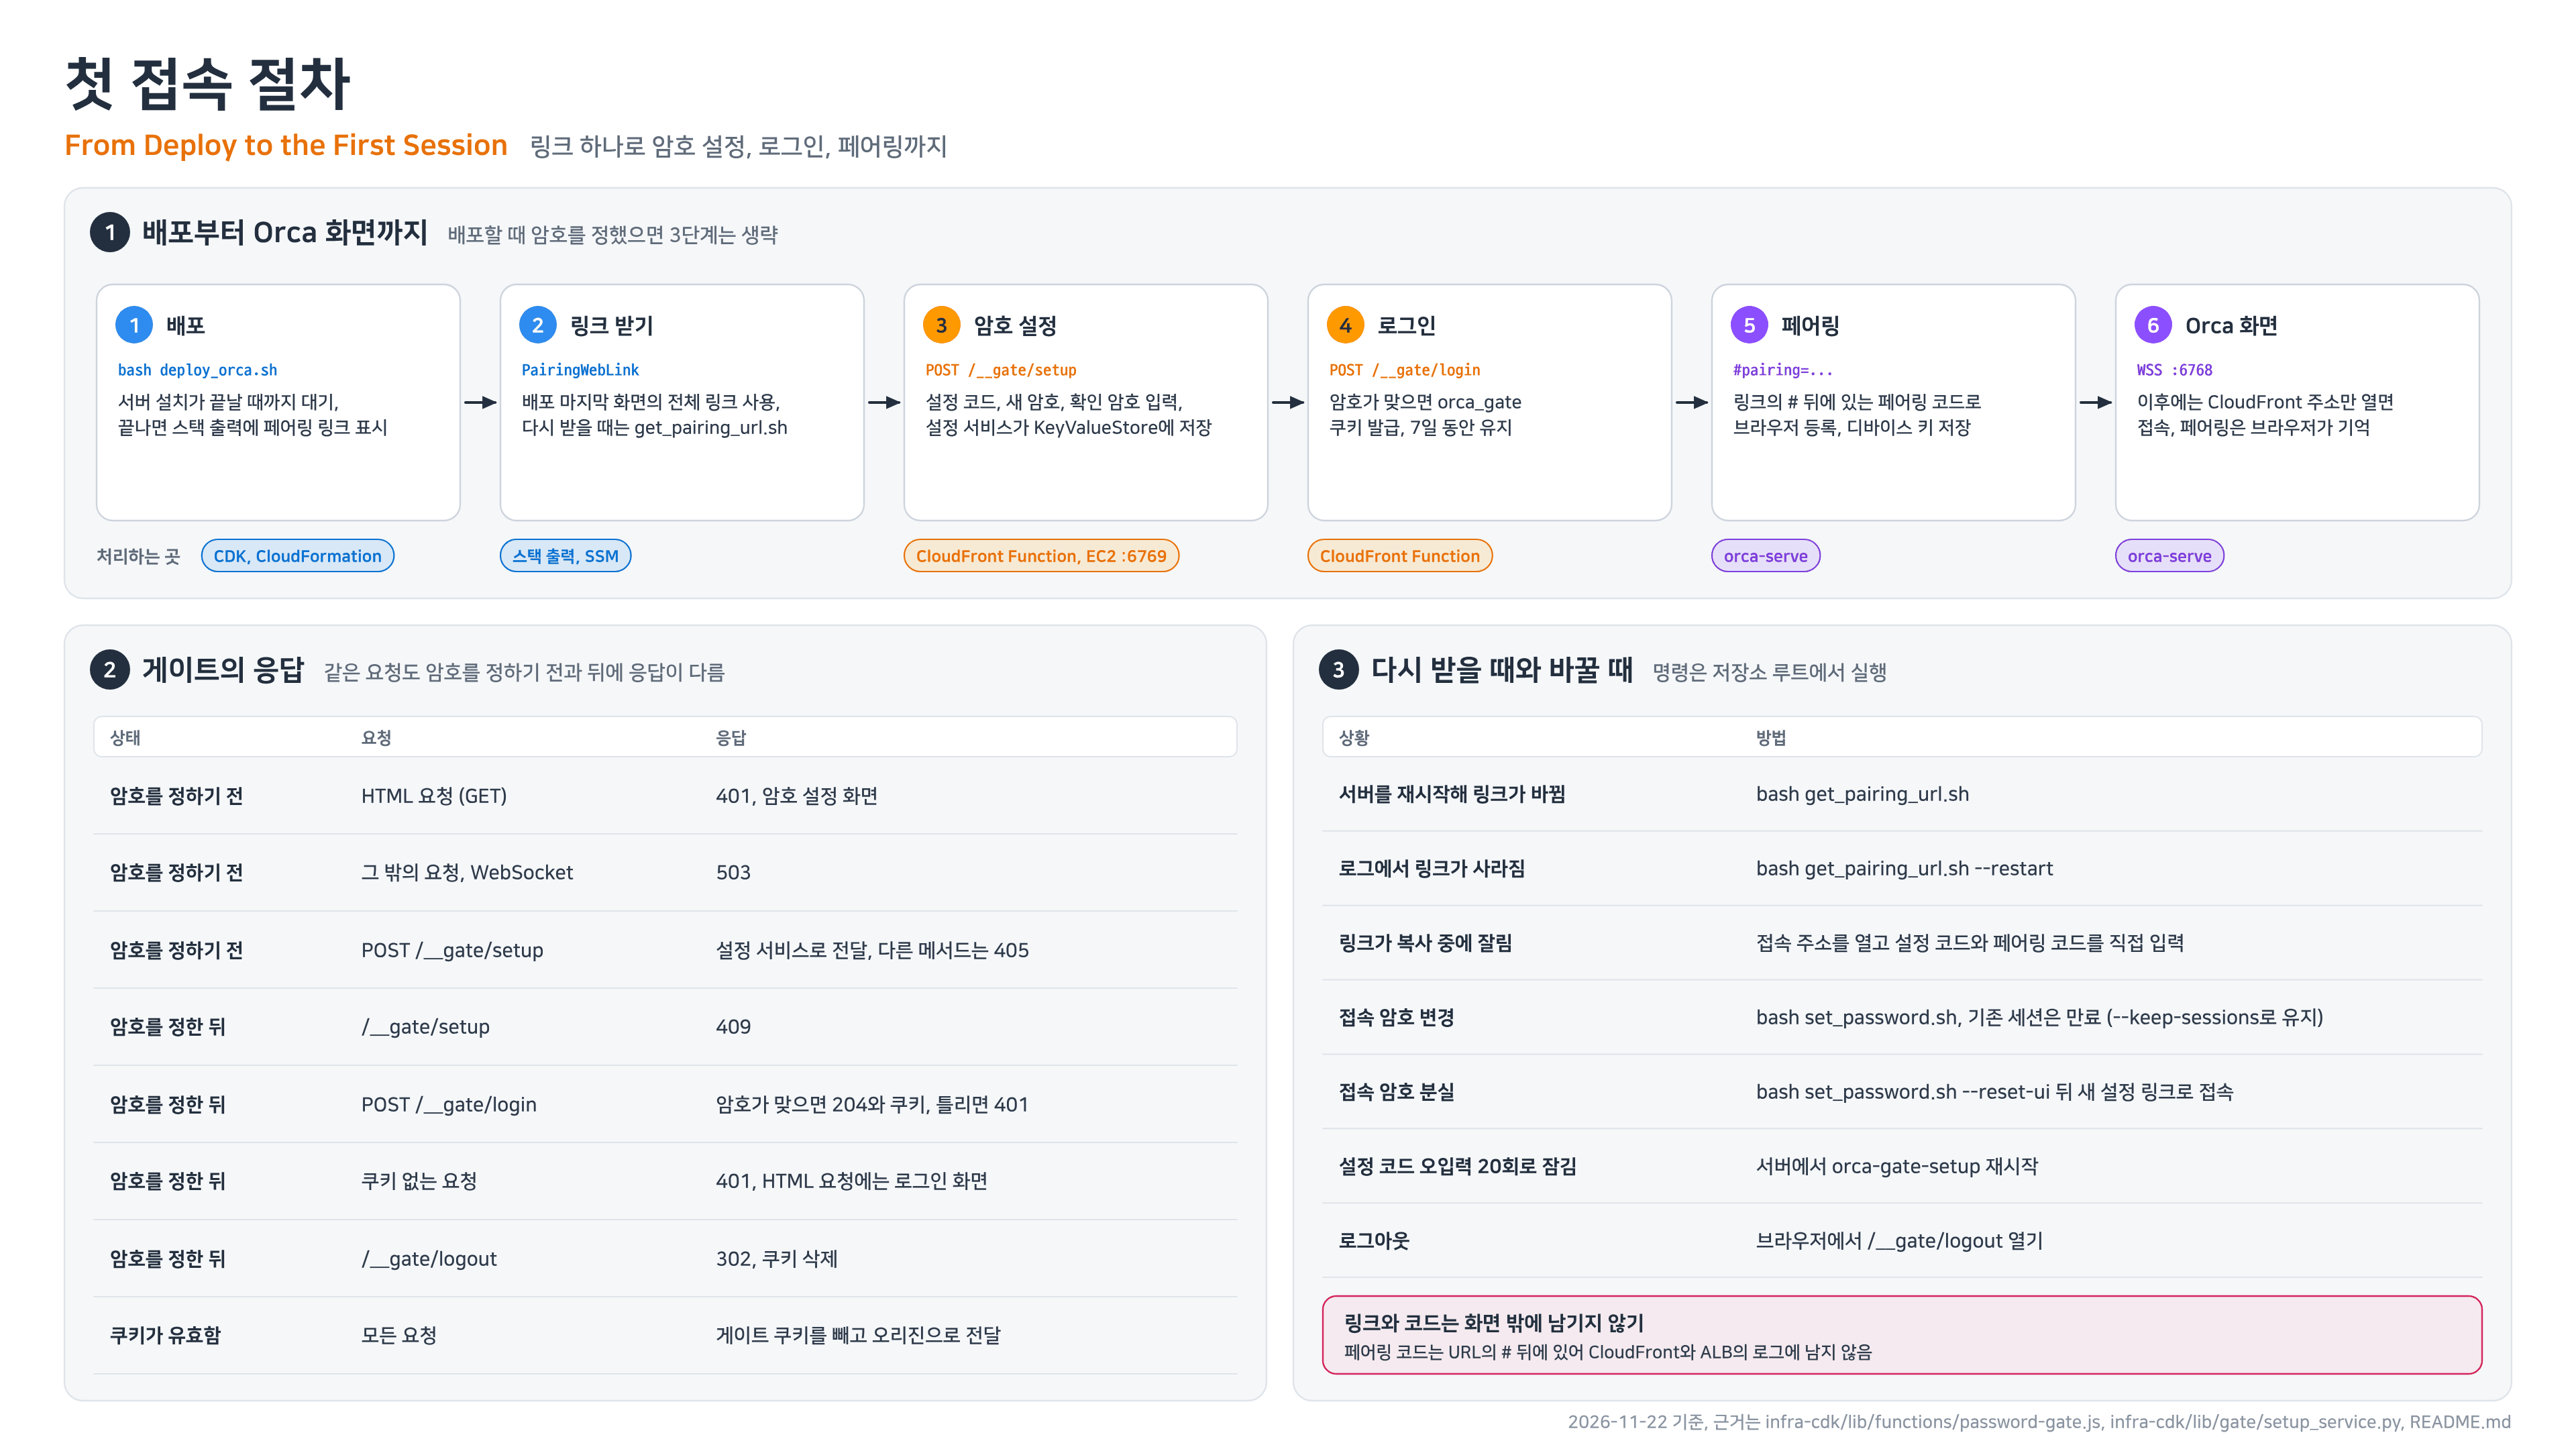 첫 접속 절차
From Deploy to the First Session 링크 하나로 암호 설정, 로그인, 페어링까지
1 배포부터 Orca 화면까지 배포할 때 암호를 정했으면 3단계는 생략
1 배포
bash deploy_orca.sh
서버 설치가 끝날 때까지 대기,
끝나면 스택 출력에 페어링 링크 표시
2 링크 받기
PairingWebLink
배포 마지막 화면의 전체 링크 사용,
다시 받을 때는 get_pairing_url.sh
3 암호 설정
POST /__gate/setup
설정 코드, 새 암호, 확인 암호 입력,
설정 서비스가 KeyValueStore에 저장
4 로그인
POST /__gate/login
암호가 맞으면 orca_gate
쿠키 발급, 7일 동안 유지
5 페어링
#pairing=...
링크의 # 뒤에 있는 페어링 코드로
브라우저 등록, 디바이스 키 저장
6 Orca 화면
WSS :6768
이후에는 CloudFront 주소만 열면
접속, 페어링은 브라우저가 기억
처리하는 곳 CDK, CloudFormation 스택 출력, SSM CloudFront Function, EC2 :6769 CloudFront Function orca-serve orca-serve
2 게이트의 응답 같은 요청도 암호를 정하기 전과 뒤에 응답이 다름
상태 요청 응답
암호를 정하기 전 HTML 요청 (GET) 401, 암호 설정 화면
암호를 정하기 전 그 밖의 요청, WebSocket 503
암호를 정하기 전 POST /__gate/setup 설정 서비스로 전달, 다른 메서드는 405
암호를 정한 뒤 /__gate/setup 409
암호를 정한 뒤 POST /__gate/login 암호가 맞으면 204와 쿠키, 틀리면 401
암호를 정한 뒤 쿠키 없는 요청 401, HTML 요청에는 로그인 화면
암호를 정한 뒤 /__gate/logout 302, 쿠키 삭제
쿠키가 유효함 모든 요청 게이트 쿠키를 빼고 오리진으로 전달
3 다시 받을 때와 바꿀 때 명령은 저장소 루트에서 실행
상황 방법
서버를 재시작해 링크가 바뀜 bash get_pairing_url.sh
로그에서 링크가 사라짐 bash get_pairing_url.sh --restart
링크가 복사 중에 잘림 접속 주소를 열고 설정 코드와 페어링 코드를 직접 입력
접속 암호 변경 bash set_password.sh, 기존 세션은 만료 (--keep-sessions로 유지)
접속 암호 분실 bash set_password.sh --reset-ui 뒤 새 설정 링크로 접속
설정 코드 오입력 20회로 잠김 서버에서 orca-gate-setup 재시작
로그아웃 브라우저에서 /__gate/logout 열기
링크와 코드는 화면 밖에 남기지 않기
페어링 코드는 URL의 # 뒤에 있어 CloudFront와 ALB의 로그에 남지 않음
2026-11-22 기준, 근거는 infra-cdk/lib/functions/password-gate.js, infra-cdk/lib/gate/setup_service.py, README.md